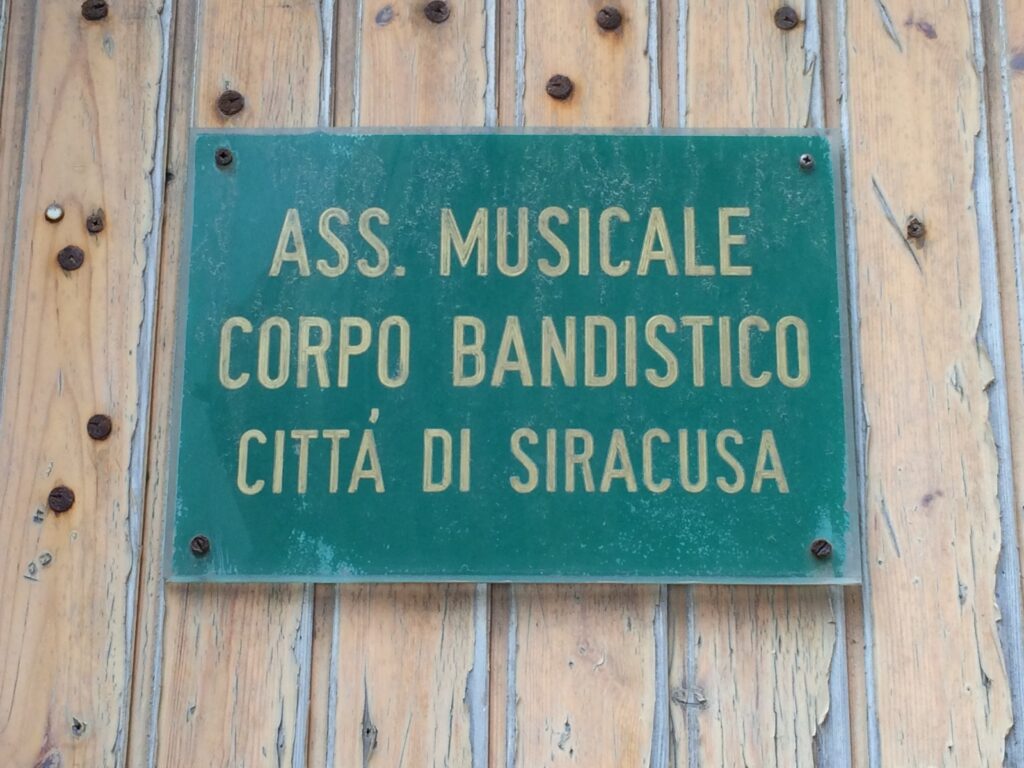 ASS. MUSICALE
CORPO BANDISTICO
CITTÁ DI SIRACUSA